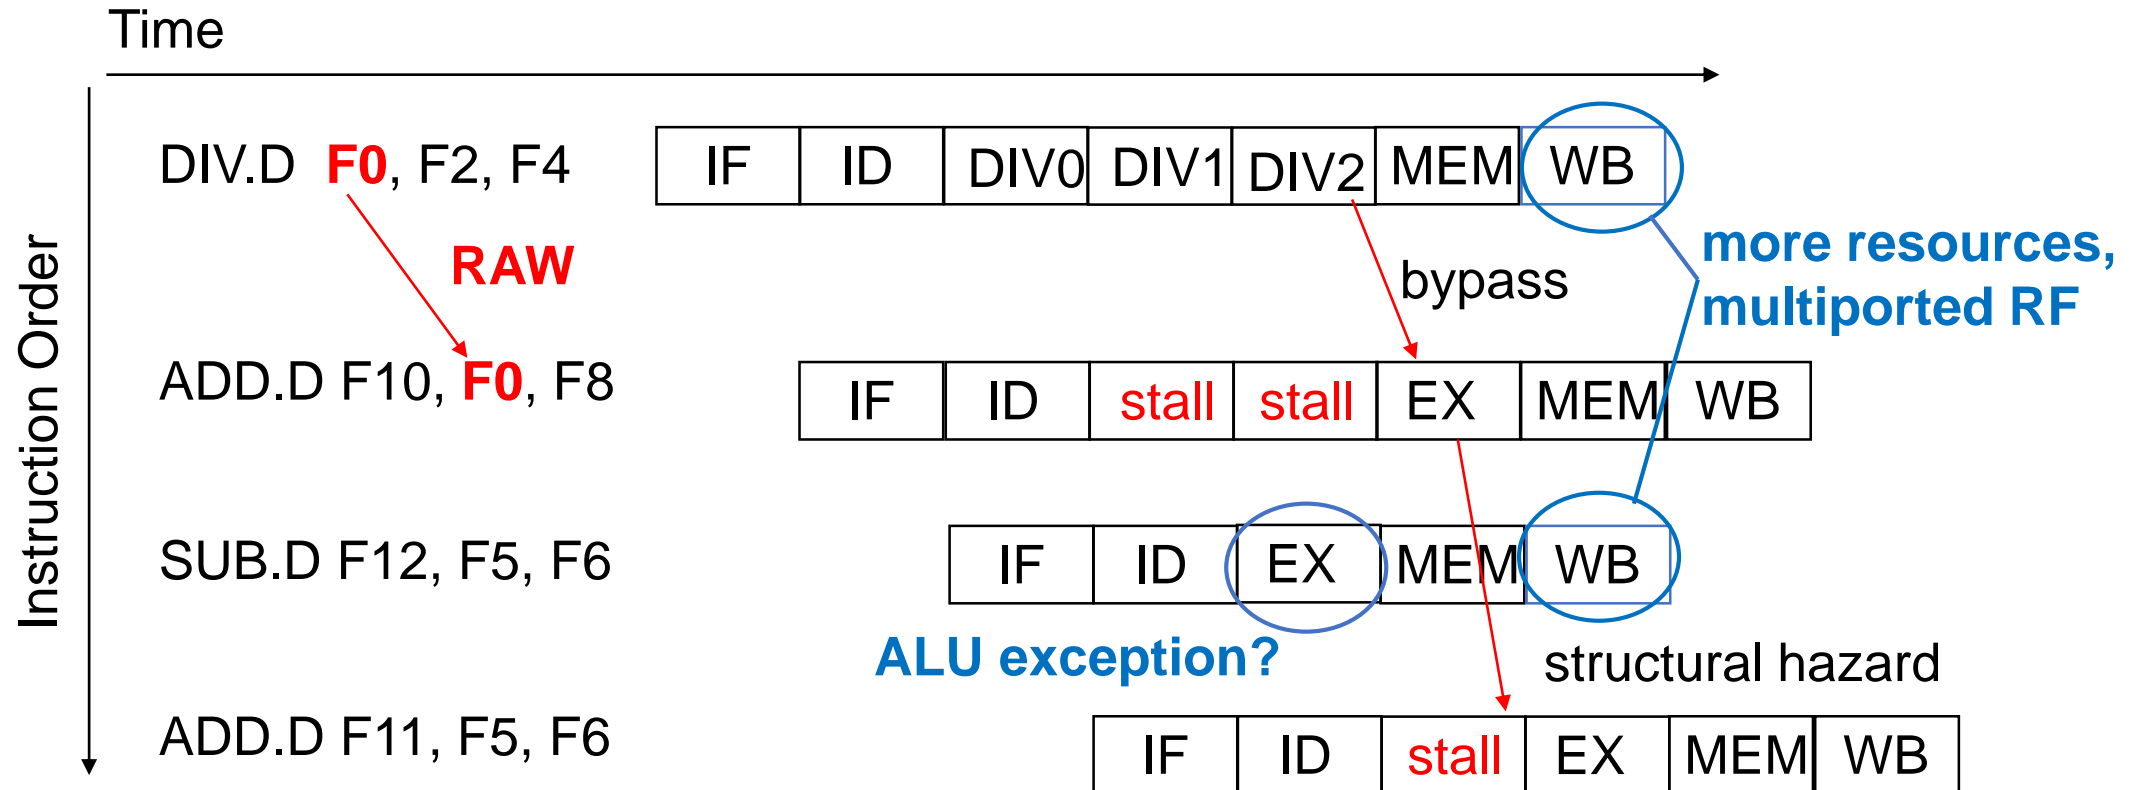 Time
Instruction Order
DIV.D F0, F2, F4 IF ID DIV0 DIV1 DIV2 MEM WB
RAW
bypass
more resources,
multiported RF
ADD.D F10, F0, F8 IF ID stall stall EX MEM WB
SUB.D F12, F5, F6 IF ID EX MEM WB
ALU exception?
structural hazard
ADD.D F11, F5, F6 IF ID stall EX MEM WB